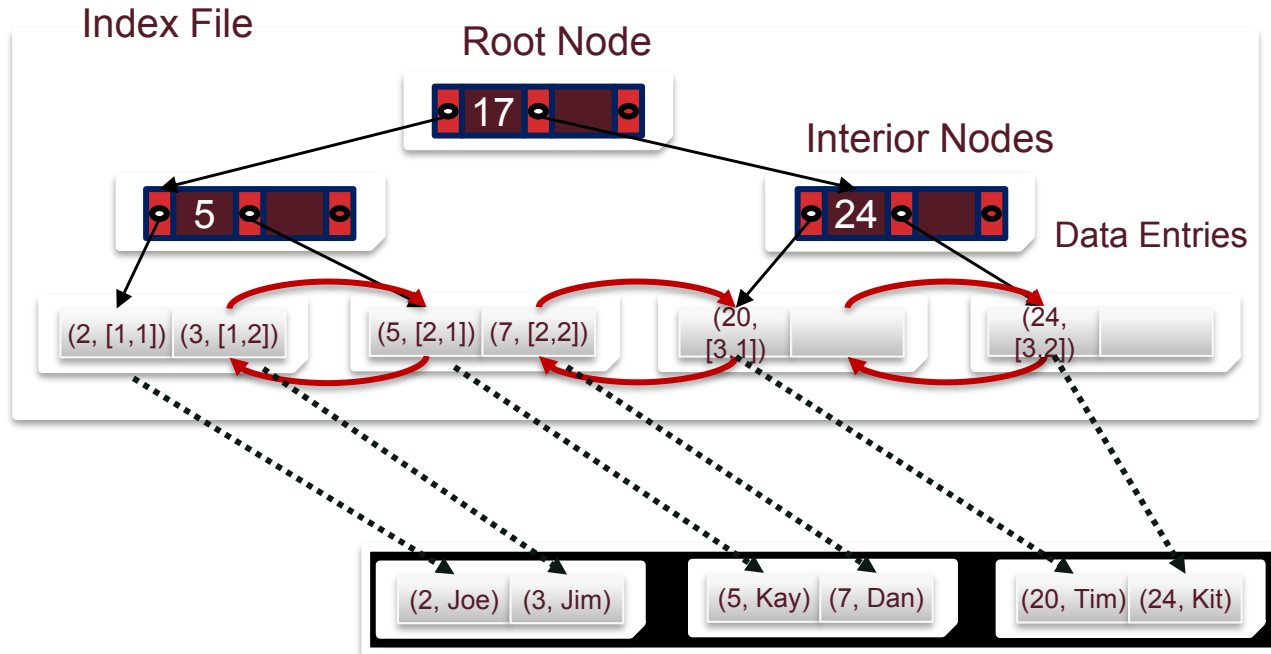 Index File
Root Node
17
Interior Nodes
5
24
Data Entries
(2, [1,1]) (3, [1,2]) (5, [2,1]) (7, [2,2]) (20, (24,
[3,1]) [3,2])
(2, Joe) (3, Jim) (5, Kay) (7, Dan) (20, Tim) (24, Kit)